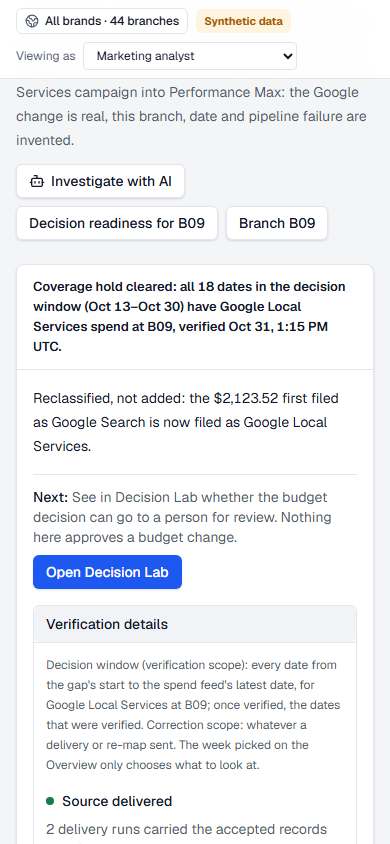 All brands · 44 branches
Synthetic data
Viewing as
Marketing analyst
Services campaign into Performance Max: the Google
change is real, this branch, date and pipeline failure are
invented.
Investigate with AI
Decision readiness for B09
Branch B09
Coverage hold cleared: all 18 dates in the decision
window (Oct 13–Oct 30) have Google Local
Services spend at B09, verified Oct 31, 1:15 PM
UTC.
Reclassified, not added: the $2,123.52 first filed
as Google Search is now filed as Google Local
Services.
Next: See in Decision Lab whether the budget
decision can go to a person for review. Nothing
here approves a budget change.
Open Decision Lab
Verification details
Decision window (verification scope): every date from
the gap's start to the spend feed's latest date, for
Google Local Services at B09; once verified, the dates
that were verified. Correction scope: whatever a
delivery or re-map sent. The week picked on the
Overview only chooses what to look at.
Source delivered
2 delivery runs carried the accepted records